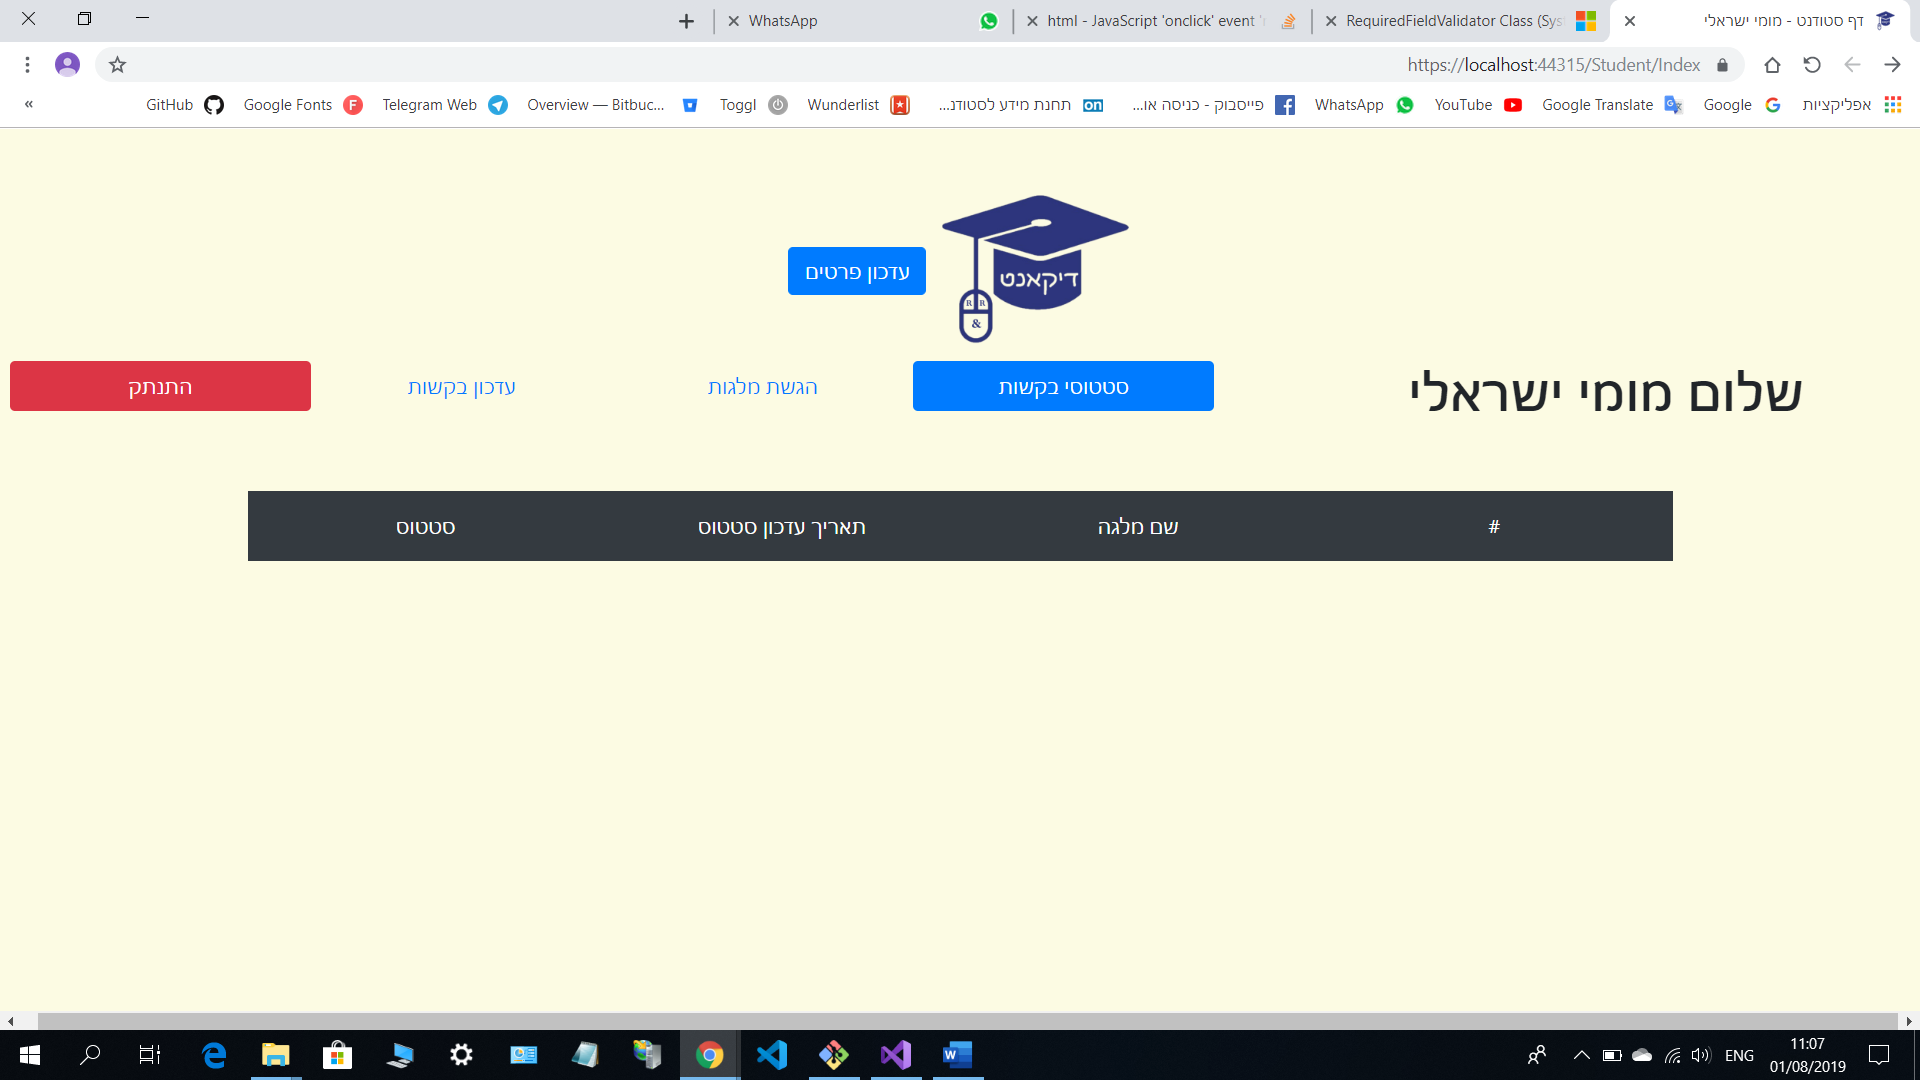 דף סטודנט - מומי ישראלי
RequiredFieldValidator Class (Sys
html - JavaScript 'onclick' event '
WhatsApp
https://localhost:44315/Student/Index
אפליקציות
Google
Google Translate
YouTube
WhatsApp
פייסבוק - כניסה או...
תחנת מידע לסטודנ...
Wunderlist
Toggl
Overview — Bitbuc...
Telegram Web
Google Fonts
GitHub
דיקאנט
R R
&
עדכון פרטים
שלום מומי ישראלי
סטטוסי בקשות
הגשת מלגות
עדכון בקשות
התנתק
# שם מלגה תאריך עדכון סטטוס סטטוס
ENG
11:07
01/08/2019